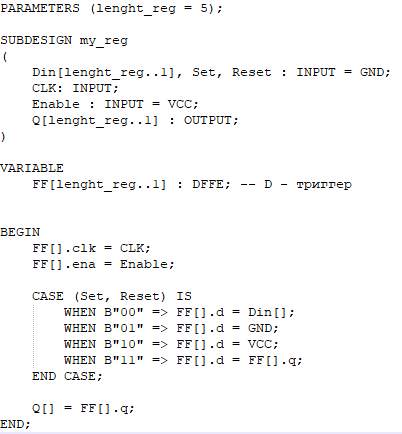 PARAMETERS (lenght_reg = 5);
SUBDESIGN my_reg
(
Din[lenght_reg..1], Set, Reset : INPUT = GND;
CLK: INPUT;
Enable : INPUT = VCC;
Q[lenght_reg..1] : OUTPUT;
)
VARIABLE
FF[lenght_reg..1] : DFFE; -- D - триггер
BEGIN
FF[].clk = CLK;
FF[].ena = Enable;
CASE (Set, Reset) IS
WHEN B"00" => FF[].d = Din[];
WHEN B"01" => FF[].d = GND;
WHEN B"10" => FF[].d = VCC;
WHEN B"11" => FF[].d = FF[].q;
END CASE;
Q[] = FF[].q;
END;